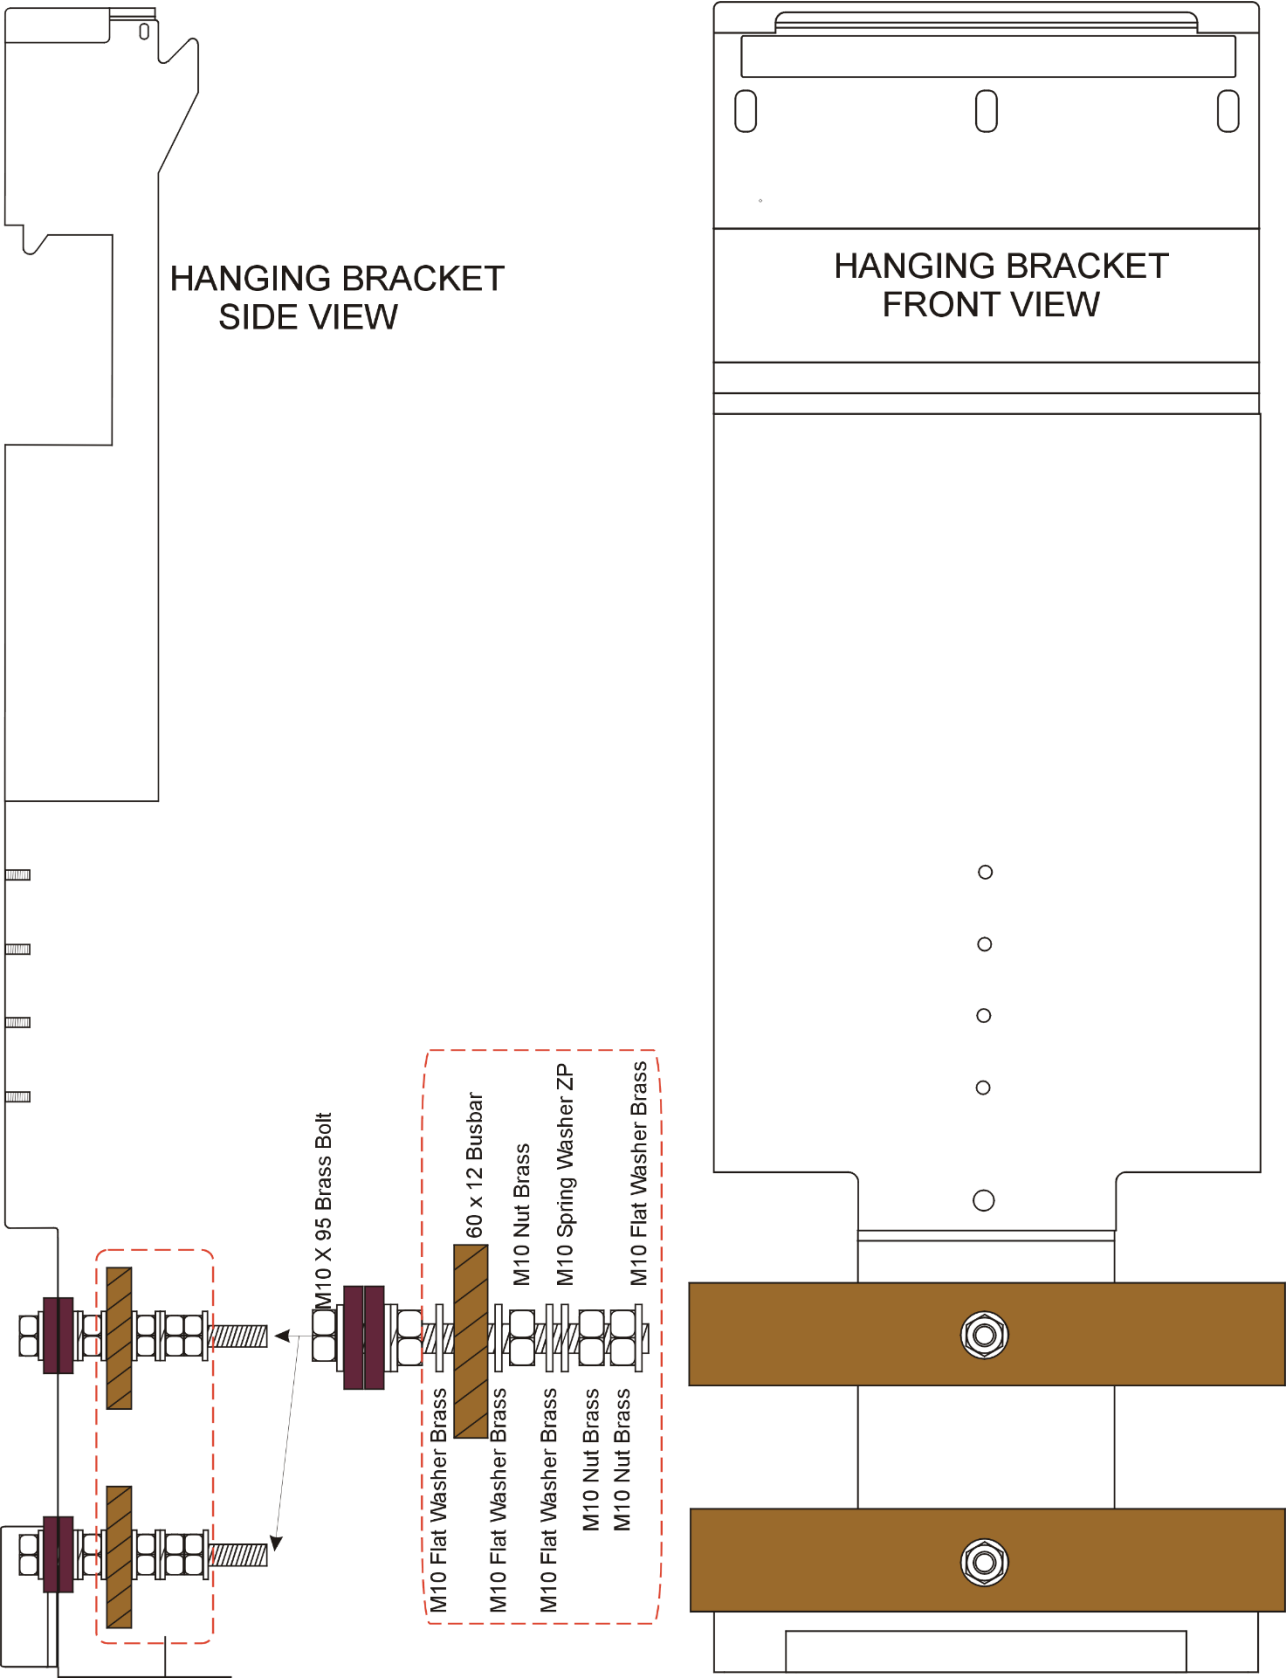 HANGING BRACKET
SIDE VIEW
HANGING BRACKET
FRONT VIEW
M10 X 95 Brass Bolt
60 x 12 Busbar
M10 Nut Brass
M10 Spring Washer ZP
M10 Flat Washer Brass
M10 Flat Washer Brass
M10 Flat Washer Brass
M10 Flat Washer Brass
M10 Nut Brass
M10 Nut Brass